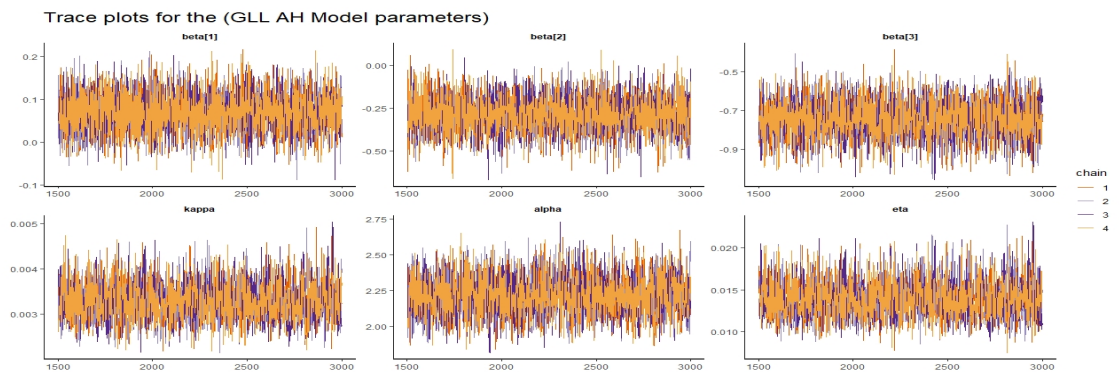 Trace plots for the (GLL AH Model parameters)
beta[1]
beta[2]
beta[3]
0.2
0.1
0.0
-0.1
0.00
-0.25
-0.50
-0.5
-0.7
-0.9
1500 2000 2500 3000
1500 2000 2500 3000
1500 2000 2500 3000
kappa
alpha
eta
0.005
0.004
0.003
2.75
2.50
2.25
2.00
0.020
0.015
0.010
1500 2000 2500 3000
1500 2000 2500 3000
1500 2000 2500 3000
chain
1
2
3
4